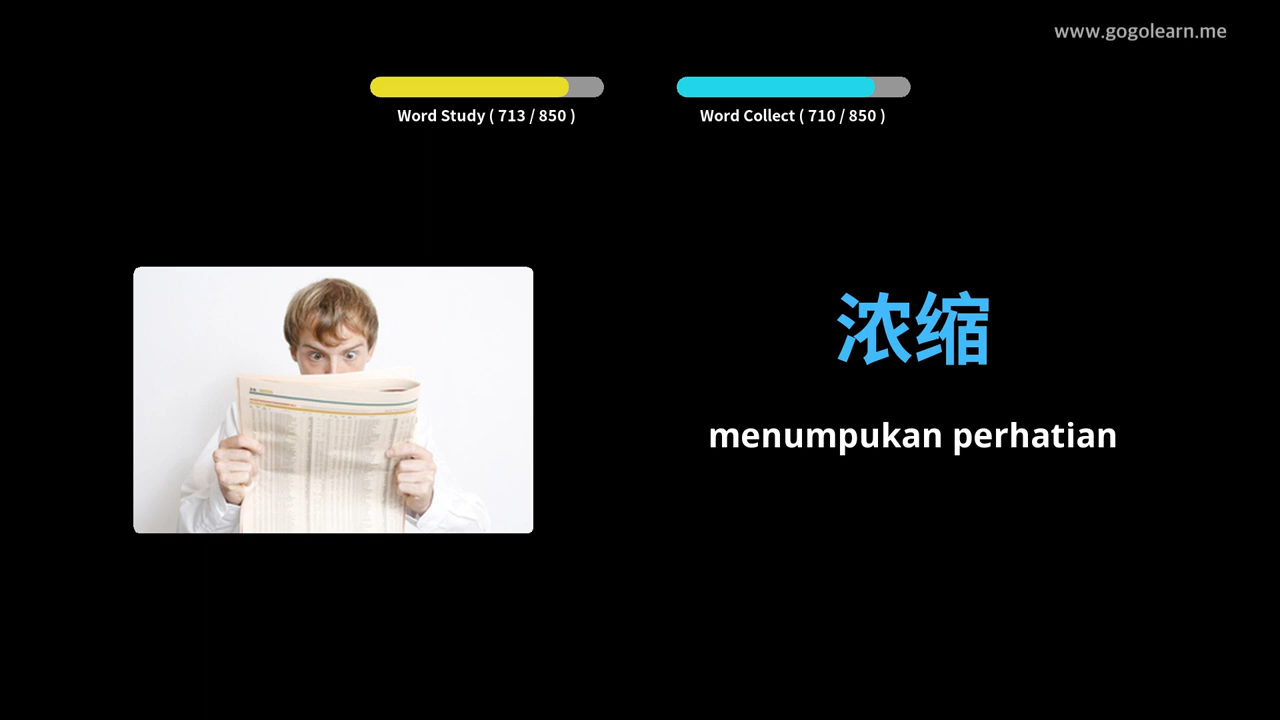 www.gogolearn.me
Word Study ( 713 / 850 )
Word Collect ( 710 / 850 )
浓缩
menumpukan perhatian